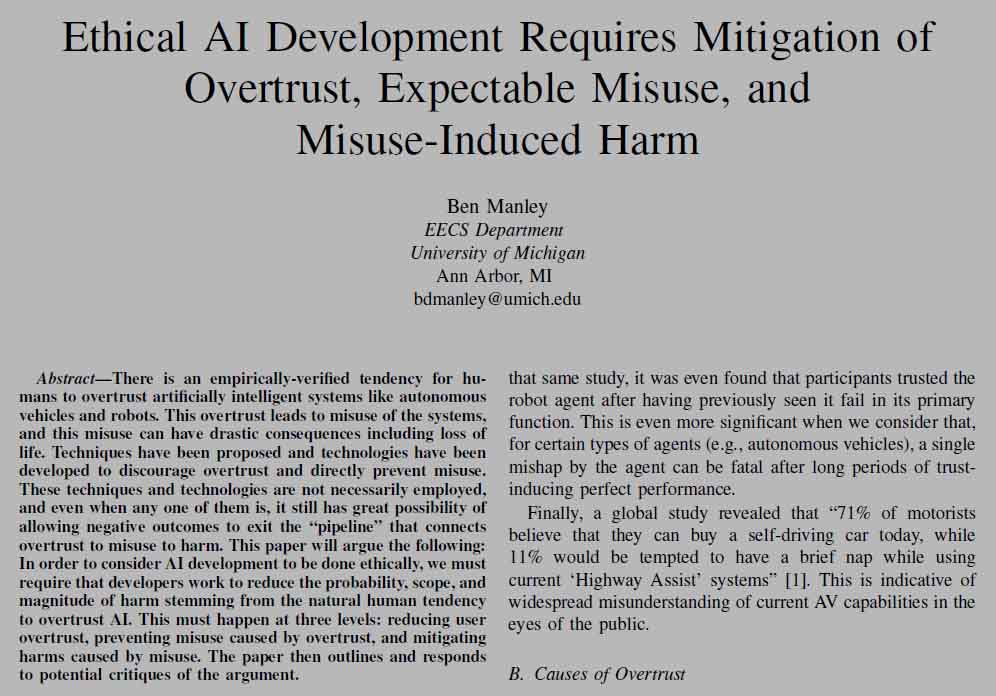 Ethical AI Development Requires Mitigation of
Overtrust, Expectable Misuse, and
Misuse-Induced Harm
Ben Manley
EECS Department
University of Michigan
Ann Arbor, MI
bdmanley@umich.edu
Abstract—There is an empirically-verified tendency for hu-
mans to overtrust artificially intelligent systems like autonomous
vehicles and robots. This overtrust leads to misuse of the systems,
and this misuse can have drastic consequences including loss of
life. Techniques have been proposed and technologies have been
developed to discourage overtrust and directly prevent misuse.
These techniques and technologies are not necessarily employed,
and even when any one of them is, it still has great possibility of
allowing negative outcomes to exit the “pipeline” that connects
overtrust to misuse to harm. This paper will argue the following:
In order to consider AI development to be done ethically, we must
require that developers work to reduce the probability, scope, and
magnitude of harm stemming from the natural human tendency
to overtrust AI. This must happen at three levels: reducing user
overtrust, preventing misuse caused by overtrust, and mitigating
harms caused by misuse. The paper then outlines and responds
to potential critiques of the argument.
that same study, it was even found that participants trusted the
robot agent after having previously seen it fail in its primary
function. This is even more significant when we consider that,
for certain types of agents (e.g., autonomous vehicles), a single
mishap by the agent can be fatal after long periods of trust-
inducing perfect performance.
Finally, a global study revealed that “71% of motorists
believe that they can buy a self-driving car today, while
11% would be tempted to have a brief nap while using
current ‘Highway Assist’ systems” [1]. This is indicative of
widespread misunderstanding of current AV capabilities in the
eyes of the public.
B. Causes of Overtrust